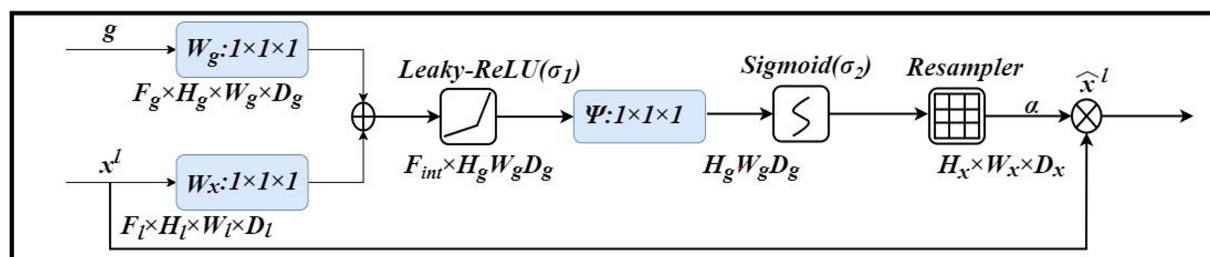 g
W_g:1×1×1
F_g×H_g×W_g×D_g
x^l
W_x:1×1×1
F_l×H_l×W_l×D_l
Leaky-ReLU(σ_1)
F_int×H_gW_gD_g
Ψ:1×1×1
Sigmoid(σ_2)
H_gW_gD_g
Resampler
α
H_x×W_x×D_x
x̂^l